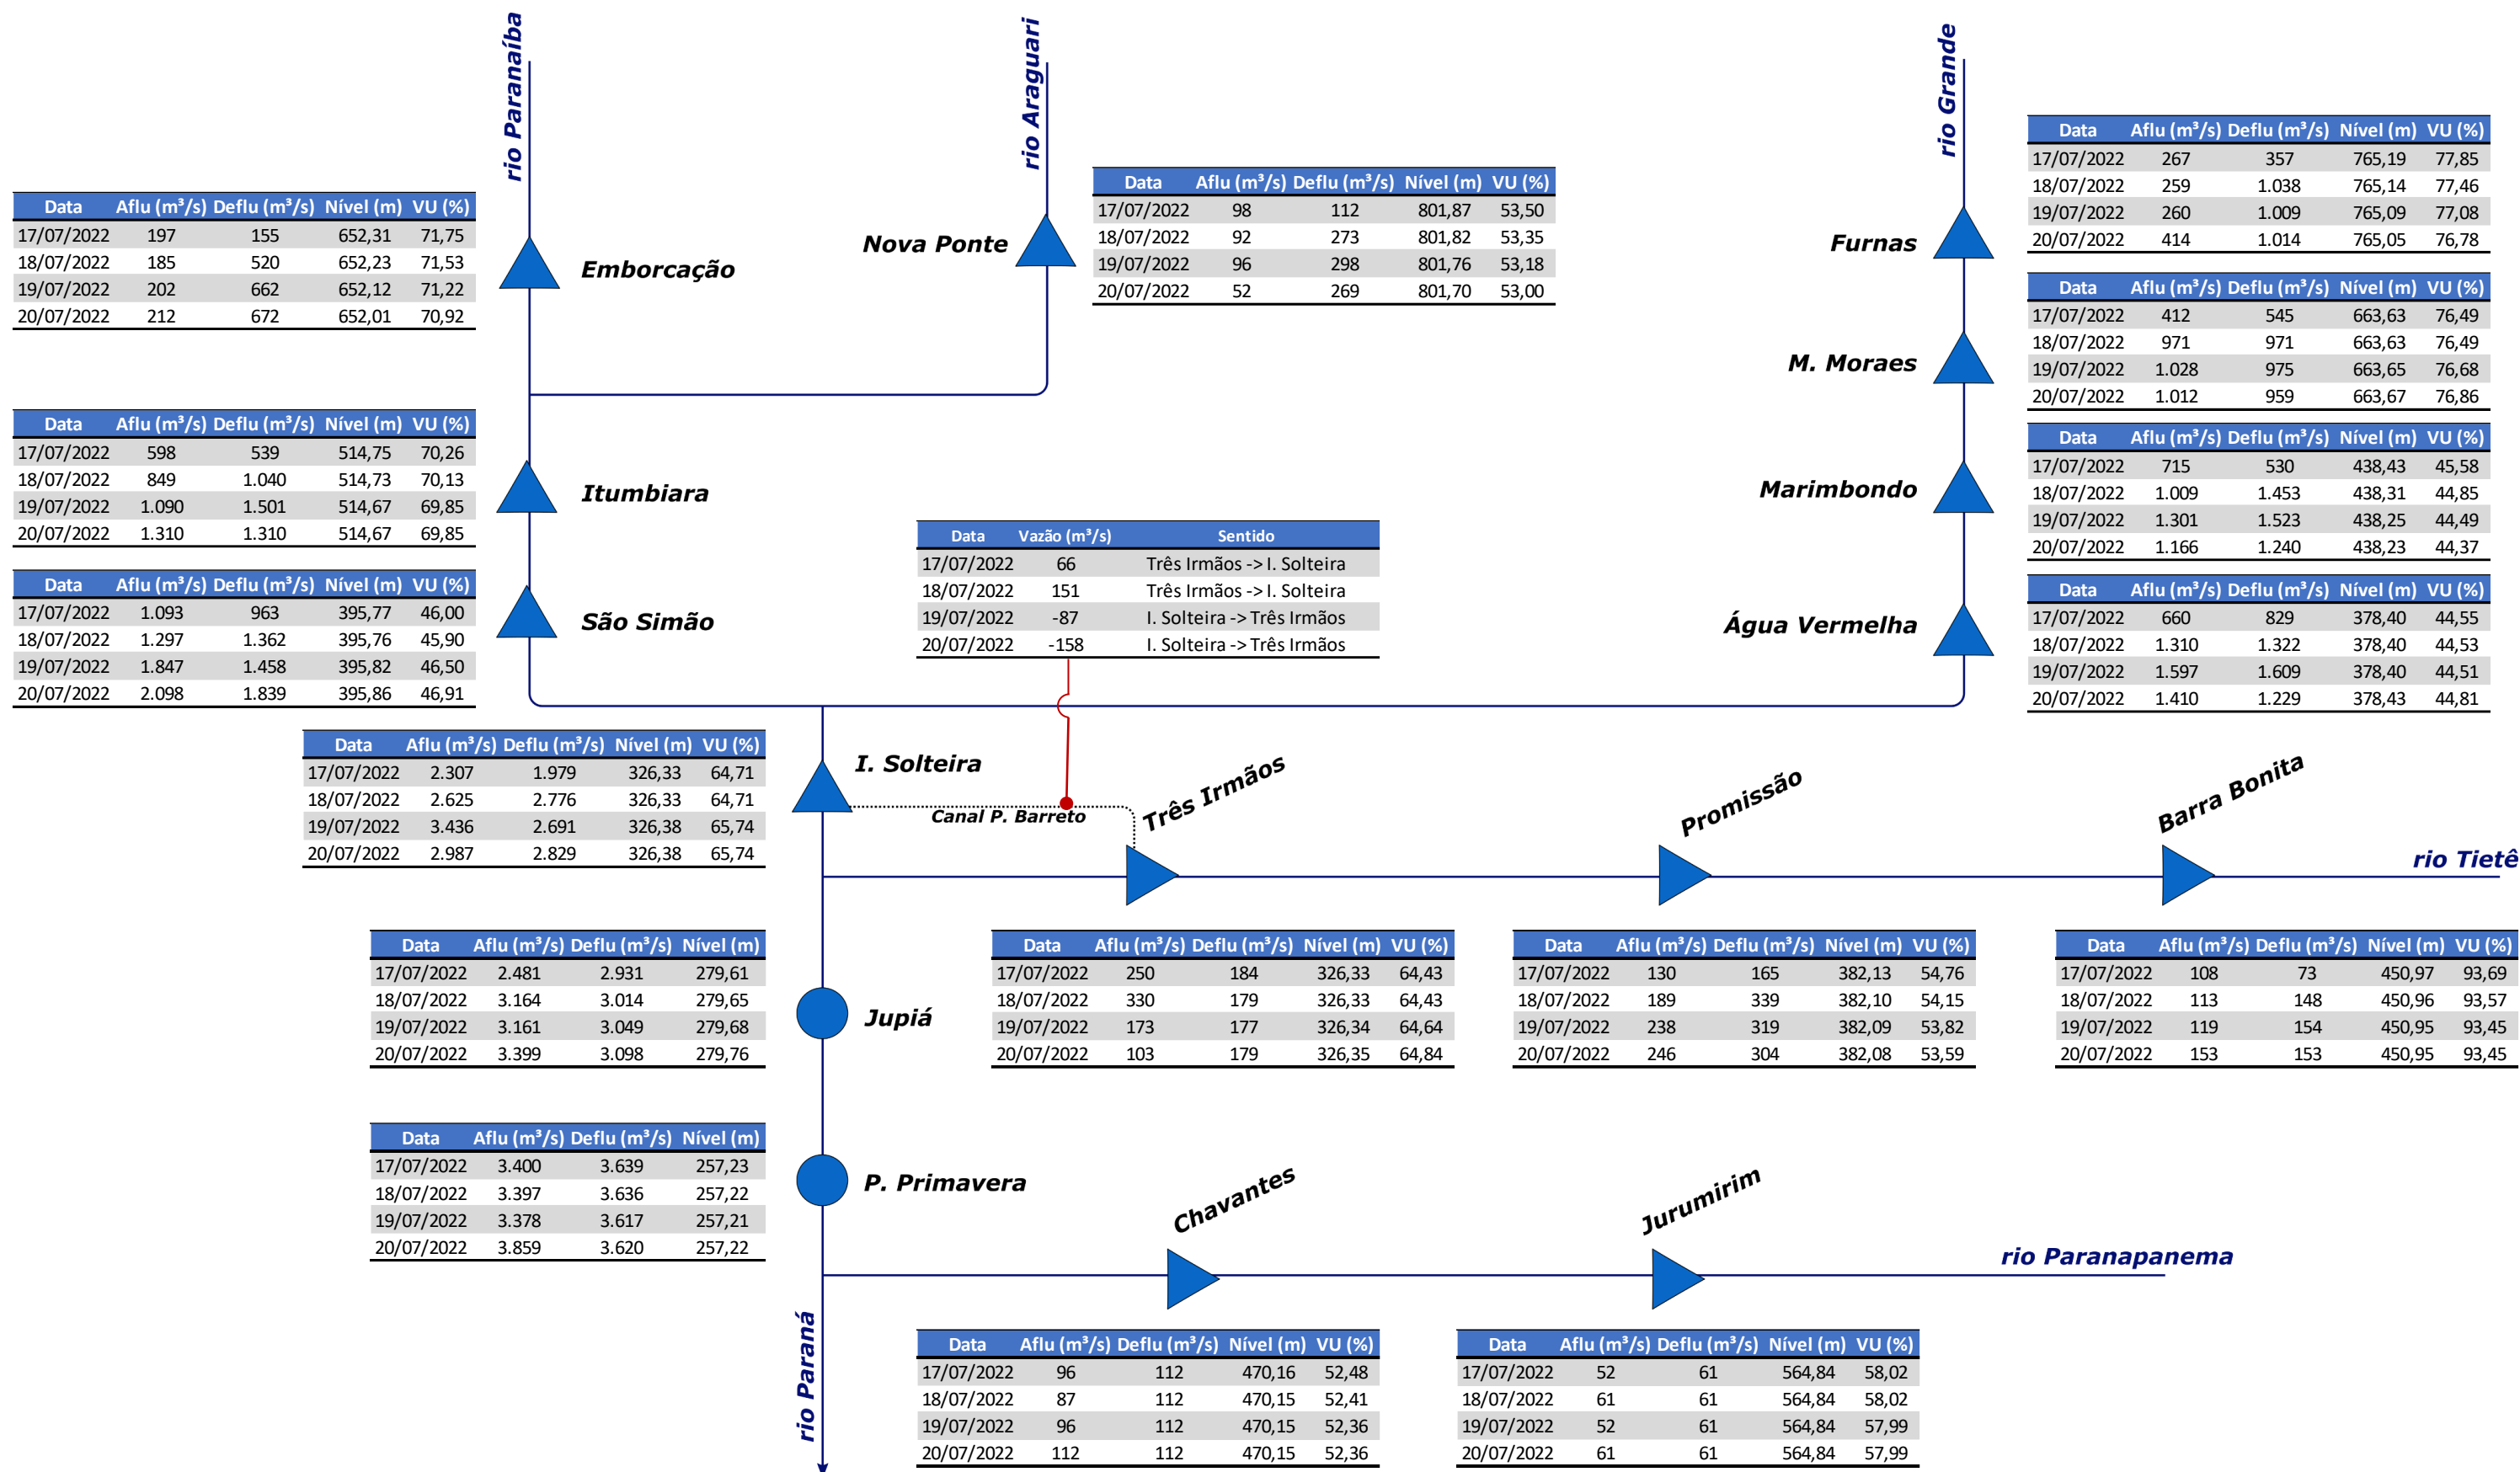 rio Paranaíba
rio Araguari
rio Grande
Data Aflu (m³/s) Deflu (m³/s) Nível (m) VU (%)
17/07/2022 197 155 652,31 71,75
18/07/2022 185 520 652,23 71,53
19/07/2022 202 662 652,12 71,22
20/07/2022 212 672 652,01 70,92
Emborcação
Nova Ponte
Data Aflu (m³/s) Deflu (m³/s) Nível (m) VU (%)
17/07/2022 98 112 801,87 53,50
18/07/2022 92 273 801,82 53,35
19/07/2022 96 298 801,76 53,18
20/07/2022 52 269 801,70 53,00
Furnas
Data Aflu (m³/s) Deflu (m³/s) Nível (m) VU (%)
17/07/2022 267 357 765,19 77,85
18/07/2022 259 1.038 765,14 77,46
19/07/2022 260 1.009 765,09 77,08
20/07/2022 414 1.014 765,05 76,78
M. Moraes
Data Aflu (m³/s) Deflu (m³/s) Nível (m) VU (%)
17/07/2022 412 545 663,63 76,49
18/07/2022 971 971 663,63 76,49
19/07/2022 1.028 975 663,65 76,68
20/07/2022 1.012 959 663,67 76,86
Data Aflu (m³/s) Deflu (m³/s) Nível (m) VU (%)
17/07/2022 598 539 514,75 70,26
18/07/2022 849 1.040 514,73 70,13
19/07/2022 1.090 1.501 514,67 69,85
20/07/2022 1.310 1.310 514,67 69,85
Itumbiara
Marimbondo
Data Aflu (m³/s) Deflu (m³/s) Nível (m) VU (%)
17/07/2022 715 530 438,43 45,58
18/07/2022 1.009 1.453 438,31 44,85
19/07/2022 1.301 1.523 438,25 44,49
20/07/2022 1.166 1.240 438,23 44,37
Data Aflu (m³/s) Deflu (m³/s) Nível (m) VU (%)
17/07/2022 1.093 963 395,77 46,00
18/07/2022 1.297 1.362 395,76 45,90
19/07/2022 1.847 1.458 395,82 46,50
20/07/2022 2.098 1.839 395,86 46,91
São Simão
Data Vazão (m³/s) Sentido
17/07/2022 66 Três Irmãos -> I. Solteira
18/07/2022 151 Três Irmãos -> I. Solteira
19/07/2022 -87 I. Solteira -> Três Irmãos
20/07/2022 -158 I. Solteira -> Três Irmãos
Água Vermelha
Data Aflu (m³/s) Deflu (m³/s) Nível (m) VU (%)
17/07/2022 660 829 378,40 44,55
18/07/2022 1.310 1.322 378,40 44,53
19/07/2022 1.597 1.609 378,40 44,51
20/07/2022 1.410 1.229 378,43 44,81
Data Aflu (m³/s) Deflu (m³/s) Nível (m) VU (%)
17/07/2022 2.307 1.979 326,33 64,71
18/07/2022 2.625 2.776 326,33 64,71
19/07/2022 3.436 2.691 326,38 65,74
20/07/2022 2.987 2.829 326,38 65,74
I. Solteira
Canal P. Barreto
Três Irmãos
Promissão
Barra Bonita
rio Tietê
Data Aflu (m³/s) Deflu (m³/s) Nível (m)
17/07/2022 2.481 2.931 279,61
18/07/2022 3.164 3.014 279,65
19/07/2022 3.161 3.049 279,68
20/07/2022 3.399 3.098 279,76
Jupiá
Data Aflu (m³/s) Deflu (m³/s) Nível (m) VU (%)
17/07/2022 250 184 326,33 64,43
18/07/2022 330 179 326,33 64,43
19/07/2022 173 177 326,34 64,64
20/07/2022 103 179 326,35 64,84
Data Aflu (m³/s) Deflu (m³/s) Nível (m) VU (%)
17/07/2022 130 165 382,13 54,76
18/07/2022 189 339 382,10 54,15
19/07/2022 238 319 382,09 53,82
20/07/2022 246 304 382,08 53,59
Data Aflu (m³/s) Deflu (m³/s) Nível (m) VU (%)
17/07/2022 108 73 450,97 93,69
18/07/2022 113 148 450,96 93,57
19/07/2022 119 154 450,95 93,45
20/07/2022 153 153 450,95 93,45
Data Aflu (m³/s) Deflu (m³/s) Nível (m)
17/07/2022 3.400 3.639 257,23
18/07/2022 3.397 3.636 257,22
19/07/2022 3.378 3.617 257,21
20/07/2022 3.859 3.620 257,22
P. Primavera
Chavantes
Jurumirim
rio Paranapanema
rio Paraná
Data Aflu (m³/s) Deflu (m³/s) Nível (m) VU (%)
17/07/2022 96 112 470,16 52,48
18/07/2022 87 112 470,15 52,41
19/07/2022 96 112 470,15 52,36
20/07/2022 112 112 470,15 52,36
Data Aflu (m³/s) Deflu (m³/s) Nível (m) VU (%)
17/07/2022 52 61 564,84 58,02
18/07/2022 61 61 564,84 58,02
19/07/2022 52 61 564,84 57,99
20/07/2022 61 61 564,84 57,99